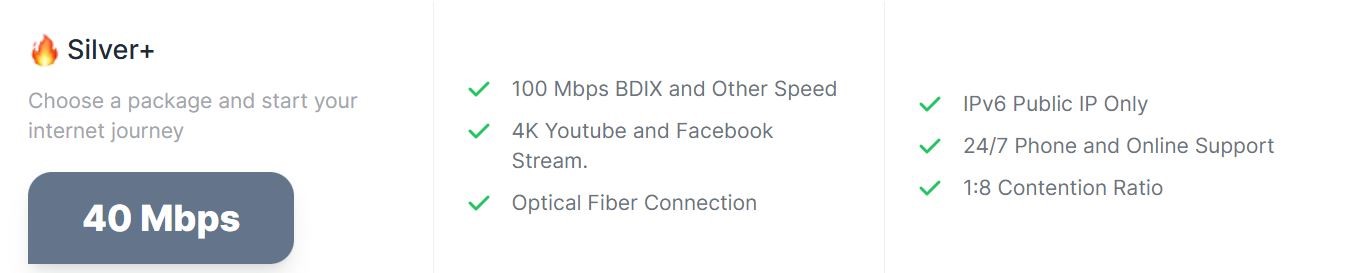 🔥 Silver+
Choose a package and start your
internet journey
40 Mbps
100 Mbps BDIX and Other Speed
4K Youtube and Facebook
Stream.
Optical Fiber Connection
IPv6 Public IP Only
24/7 Phone and Online Support
1:8 Contention Ratio